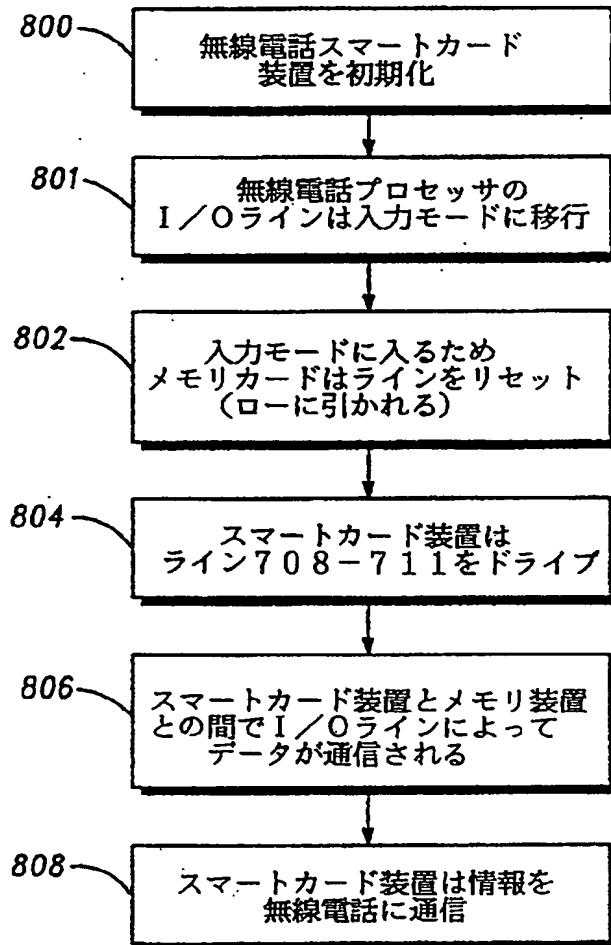 800
無線電話スマートカード
装置を初期化
801
無線電話プロセッサの
I/Oラインは入力モードに移行
802
入力モードに入るため
メモリカードはラインをリセット
(ローに引かれる)
804
スマートカード装置は
ライン708-711をドライブ
806
スマートカード装置とメモリ装置
との間でI/Oラインによって
データが通信される
808
スマートカード装置は情報を
無線電話に通信